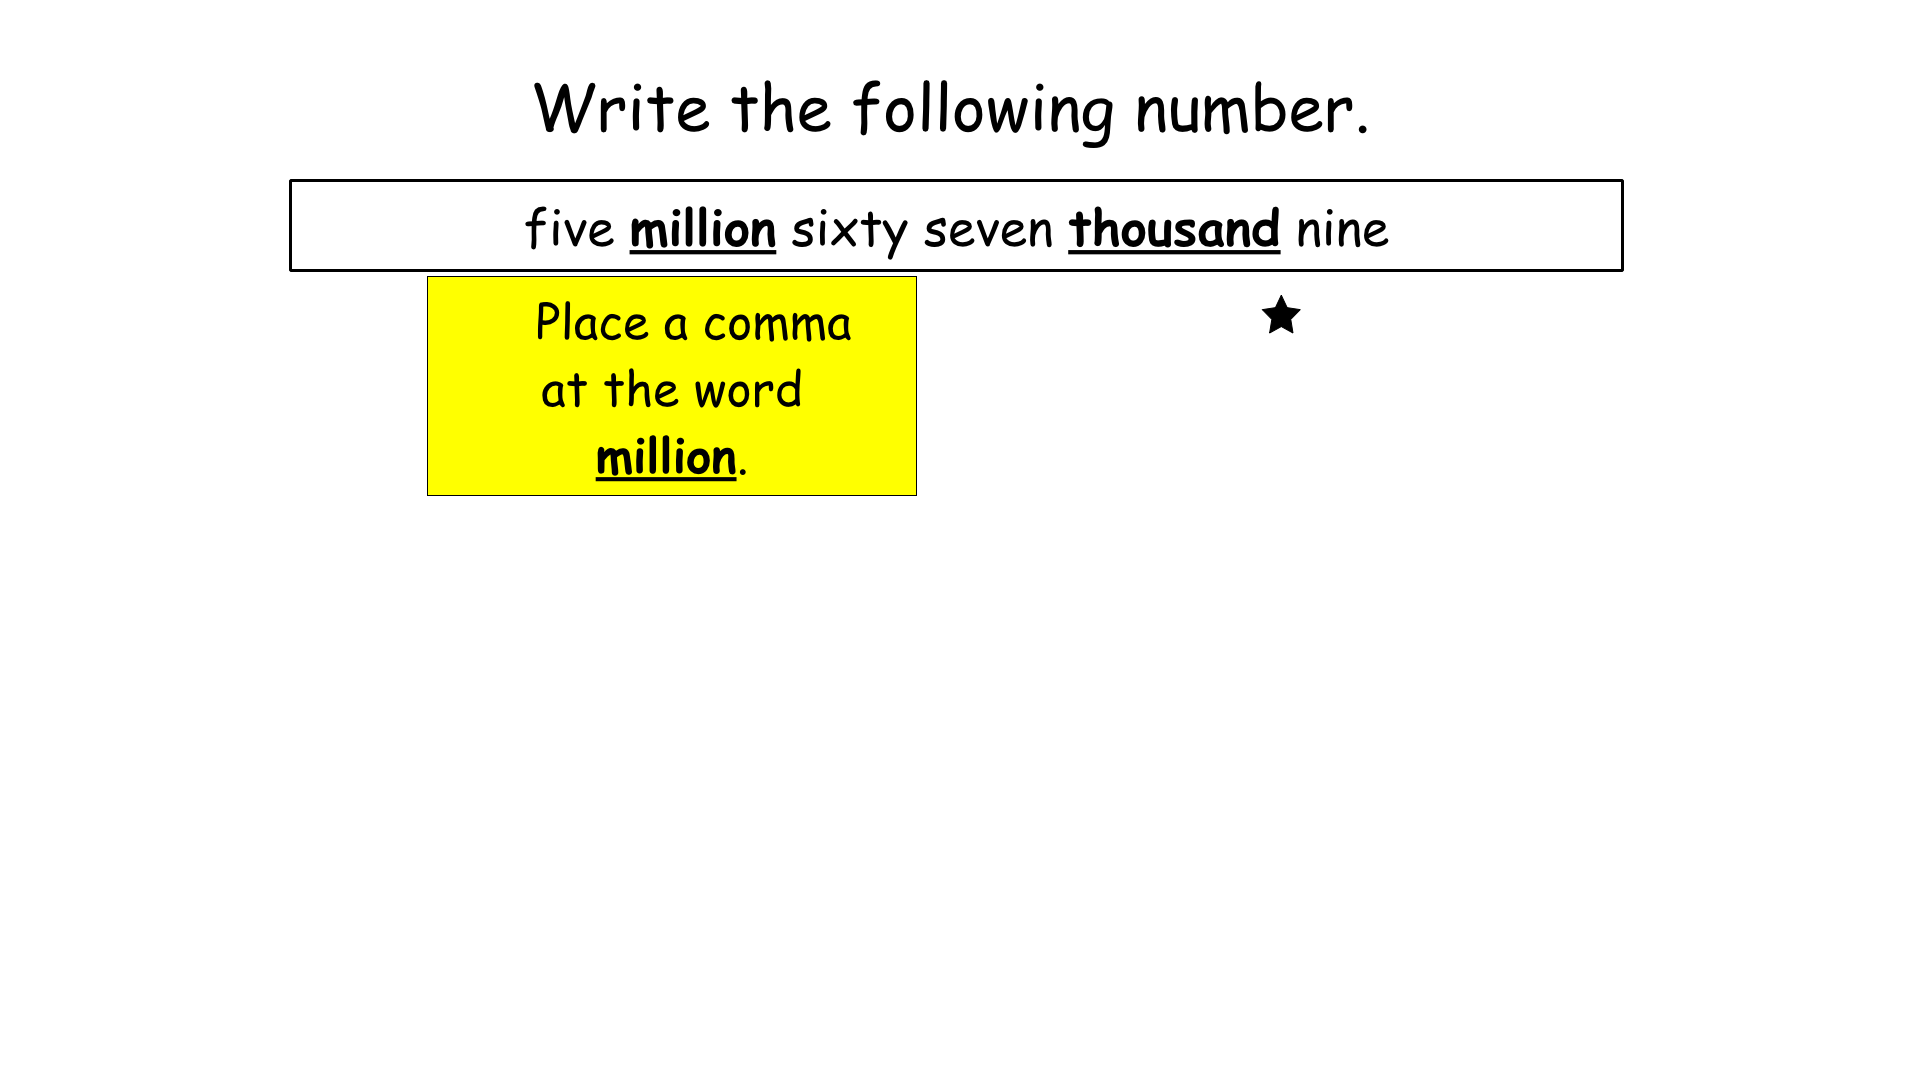 Write the following number.
five million sixty seven thousand nine
Place a comma
at the word
million.